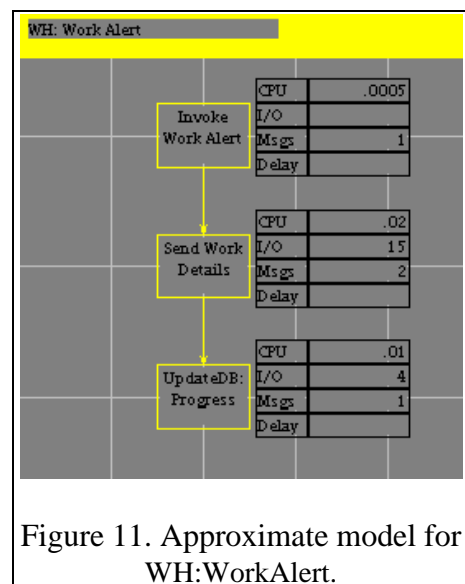 WH: Work Alert
CPU .0005
Invoke I/O
Work Alert Msgs 1
Delay
CPU .02
Send Work I/O 15
Details Msgs 2
Delay
CPU .01
UpdateDB: I/O 4
Progress Msgs 1
Delay
Figure 11. Approximate model for
WH:WorkAlert.